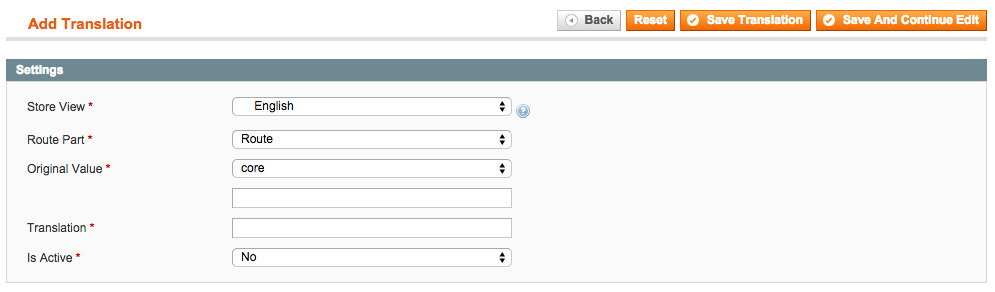 Add Translation
Back Reset Save Translation Save And Continue Edit
Settings
Store View * English ?
Route Part * Route
Original Value * core
Translation *
Is Active * No